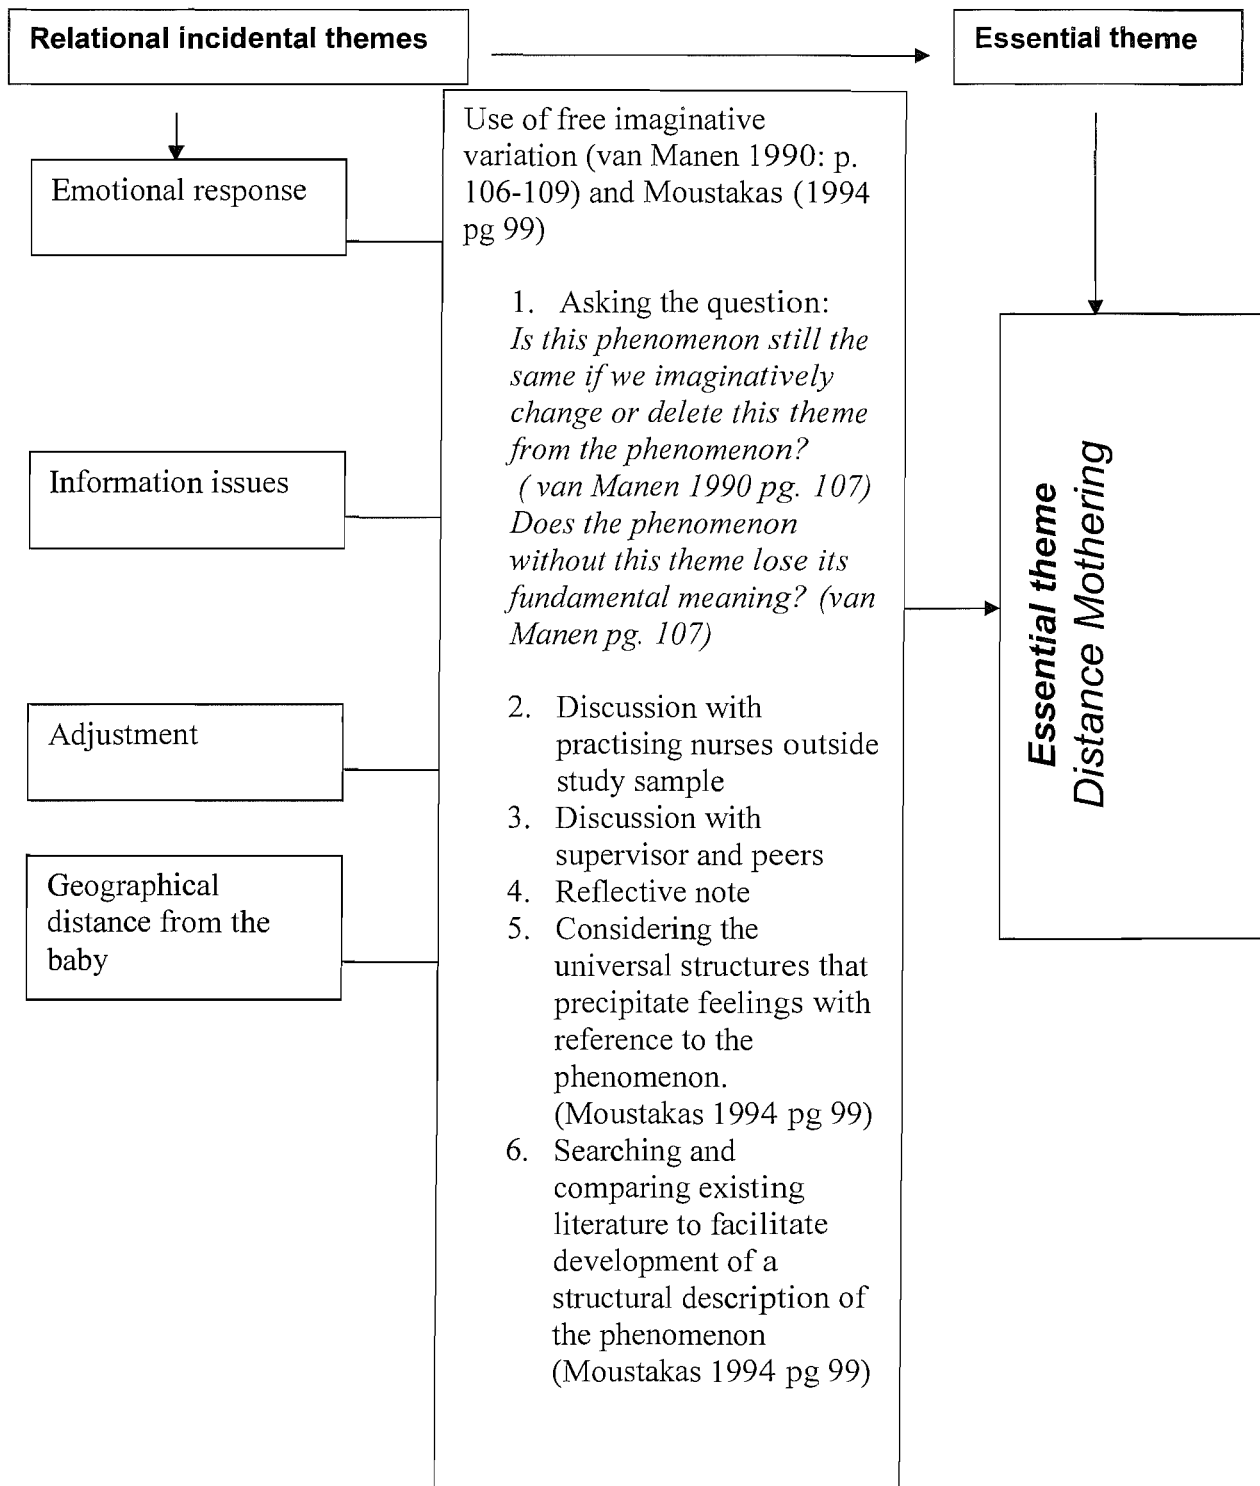 Relational incidental themes
Essential theme
Emotional response
Information issues
Adjustment
Geographical
distance from the
baby
Use of free imaginative
variation (van Manen 1990: p.
106-109) and Moustakas (1994
pg 99)
1. Asking the question:
Is this phenomenon still the
same if we imaginatively
change or delete this theme
from the phenomenon?
( van Manen 1990 pg. 107)
Does the phenomenon
without this theme lose its
fundamental meaning? (van
Manen pg. 107)
2. Discussion with
practising nurses outside
study sample
3. Discussion with
supervisor and peers
4. Reflective note
5. Considering the
universal structures that
precipitate feelings with
reference to the
phenomenon.
(Moustakas 1994 pg 99)
6. Searching and
comparing existing
literature to facilitate
development of a
structural description of
the phenomenon
(Moustakas 1994 pg 99)
Essential theme
Distance Mothering